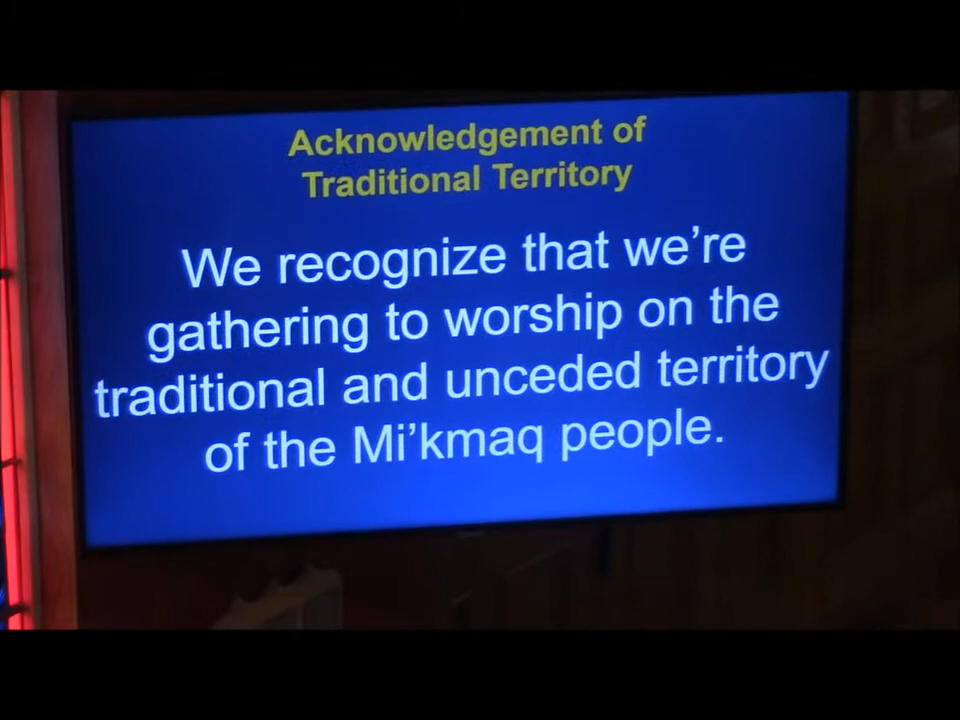 Acknowledgement of
Traditional Territory
We recognize that we’re
gathering to worship on the
traditional and unceded territory
of the Mi’kmaq people.